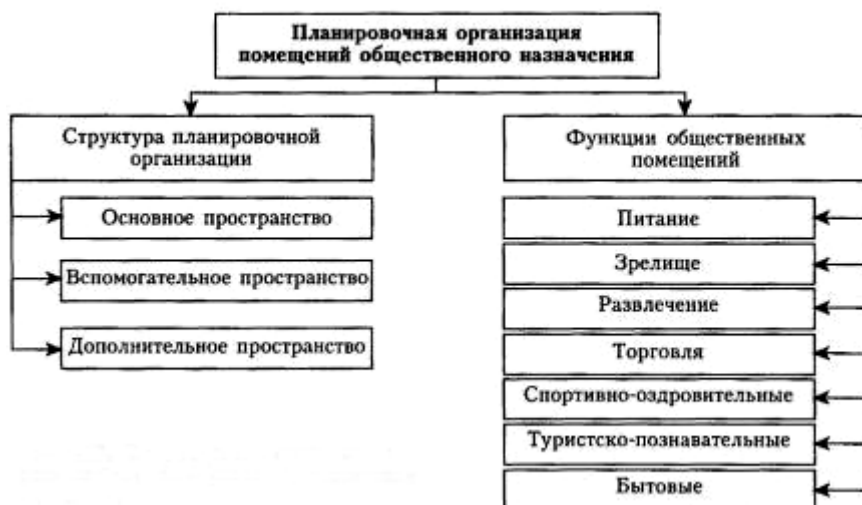 Планировочная организация
помещений общественного назначения
Структура планировочной
организации
Основное пространство
Вспомогательное пространство
Дополнительное пространство
Функции общественных
помещений
Питание
Зрелище
Развлечение
Торговля
Спортивно-оздровительные
Туристско-познавательные
Бытовые